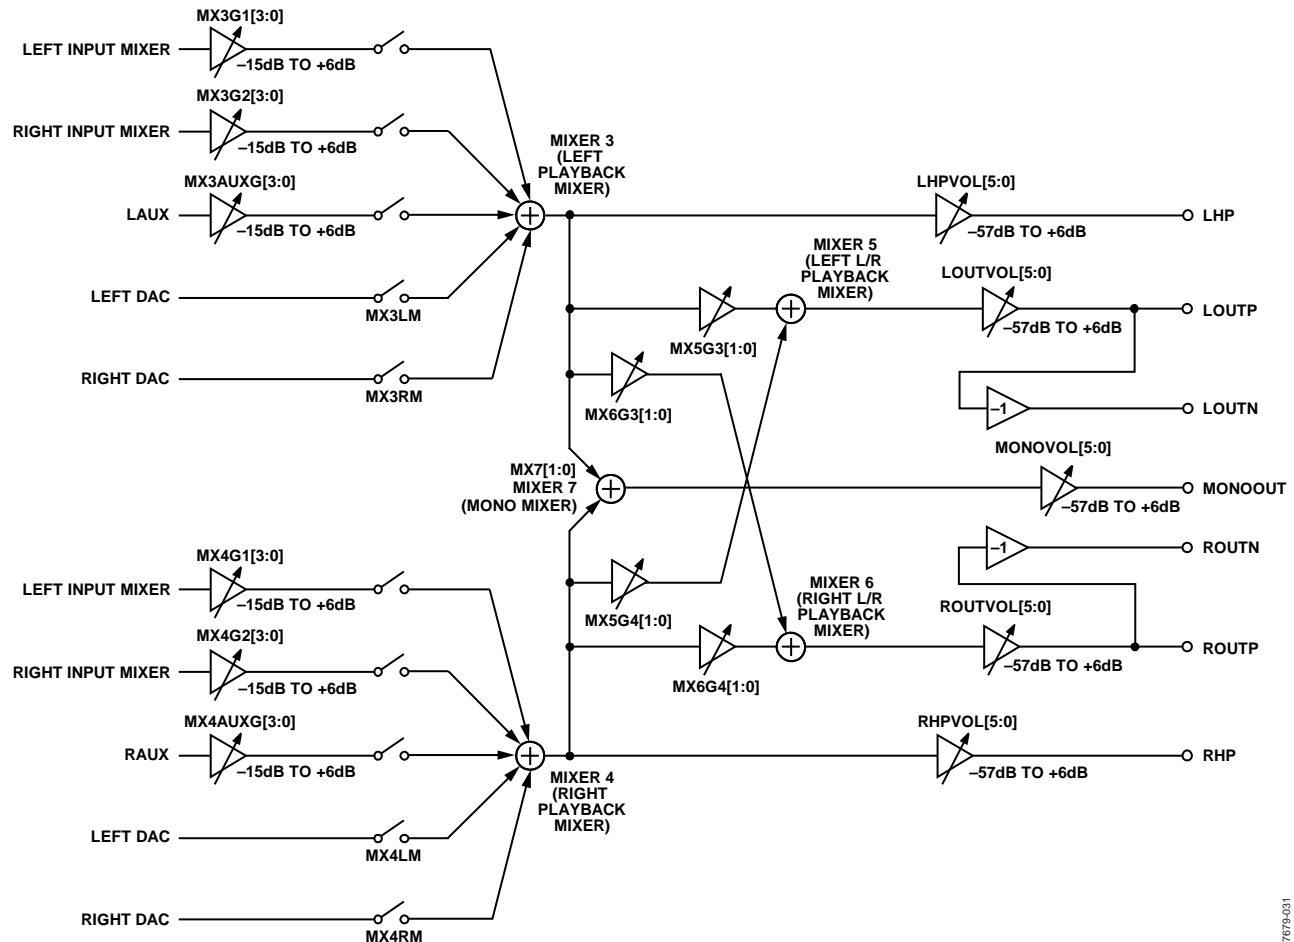 MX3G1[3:0]
LEFT INPUT MIXER
–15dB TO +6dB
MX3G2[3:0]
RIGHT INPUT MIXER
–15dB TO +6dB
MX3AUXG[3:0]
LAUX
–15dB TO +6dB
LEFT DAC
MX3LM
RIGHT DAC
MX3RM
MIXER 3
(LEFT
PLAYBACK
MIXER)
LHPVOL[5:0]
–57dB TO +6dB
LHP
MIXER 5
(LEFT L/R
PLAYBACK
MIXER)
LOUTVOL[5:0]
–57dB TO +6dB
LOUTP
MX5G3[1:0]
MX6G3[1:0]
–1
LOUTN
MX7[1:0]
MIXER 7
(MONO MIXER)
MONOVOL[5:0]
–57dB TO +6dB
MONOOUT
–1
ROUTN
MX5G4[1:0]
MIXER 6
(RIGHT L/R
PLAYBACK
MIXER)
ROUTVOL[5:0]
–57dB TO +6dB
ROUTP
MX6G4[1:0]
MX4G1[3:0]
LEFT INPUT MIXER
–15dB TO +6dB
MX4G2[3:0]
RIGHT INPUT MIXER
–15dB TO +6dB
MX4AUXG[3:0]
RAUX
–15dB TO +6dB
LEFT DAC
MX4LM
RIGHT DAC
MX4RM
MIXER 4
(RIGHT
PLAYBACK
MIXER)
RHPVOL[5:0]
–57dB TO +6dB
RHP
7679-031